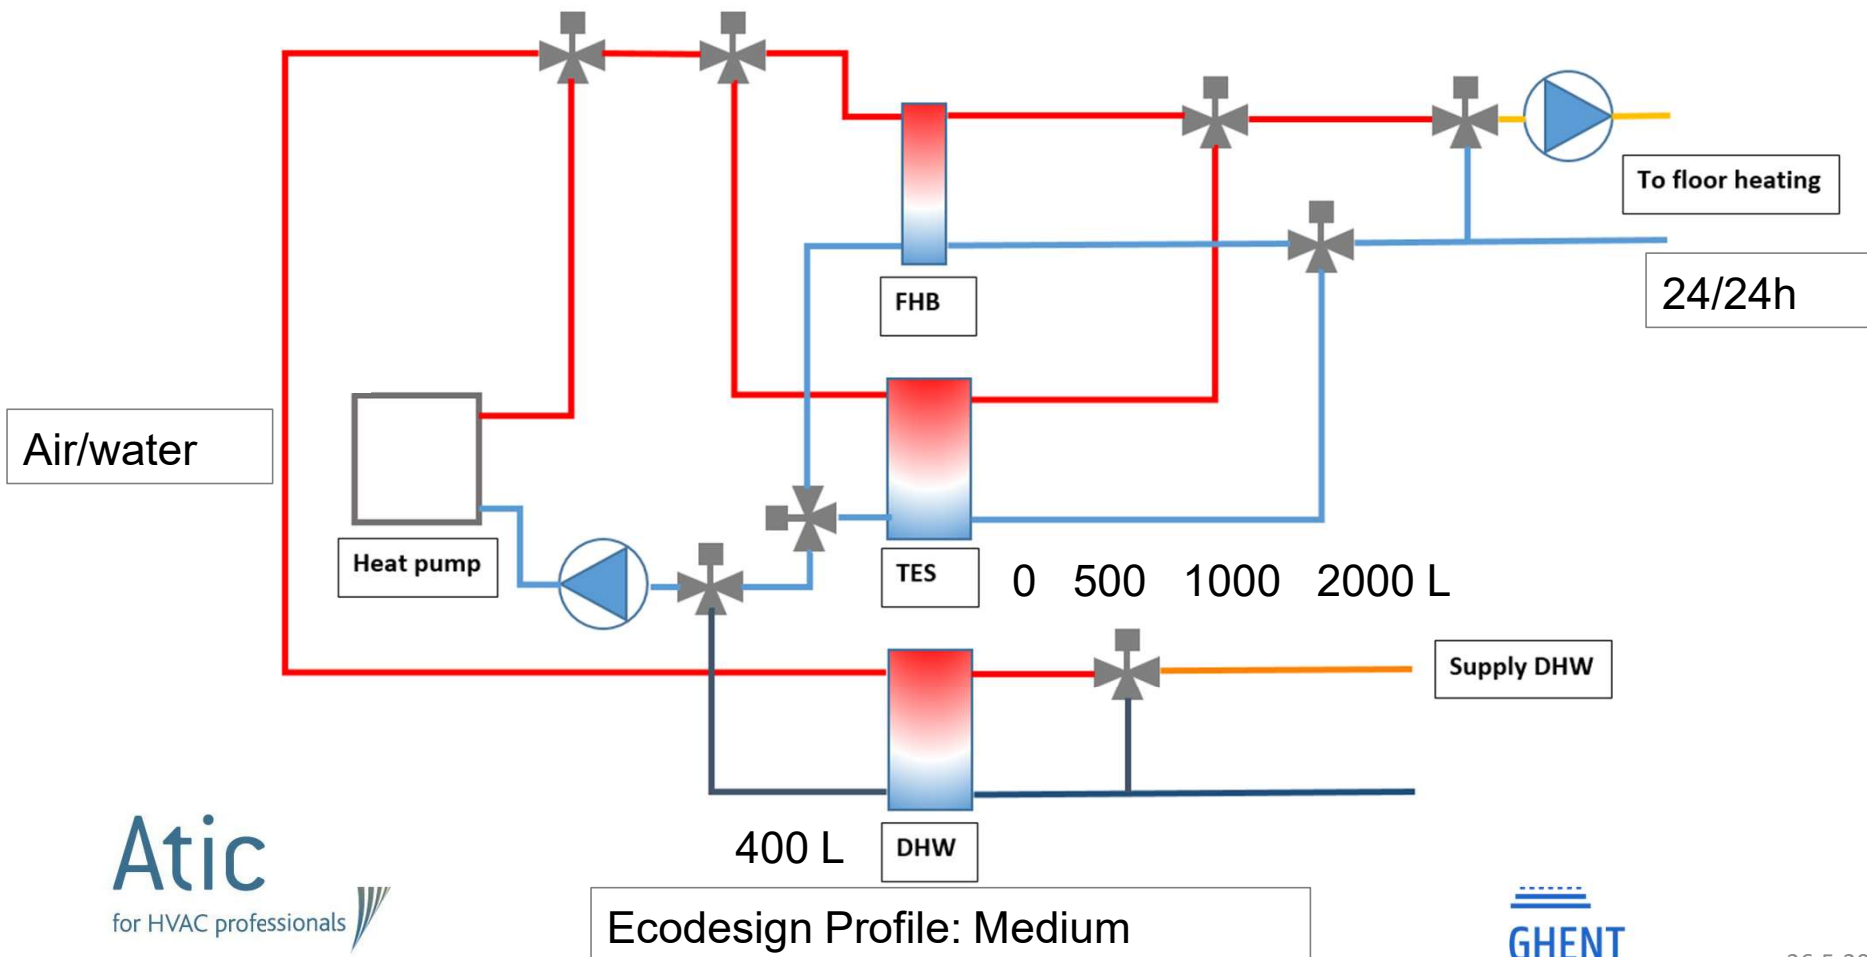 To floor heating
24/24h
FHB
Air/water
Heat pump
TES
0 500 1000 2000 L
Supply DHW
400 L
DHW
Atic
for HVAC professionals
Ecodesign Profile: Medium
GHENT